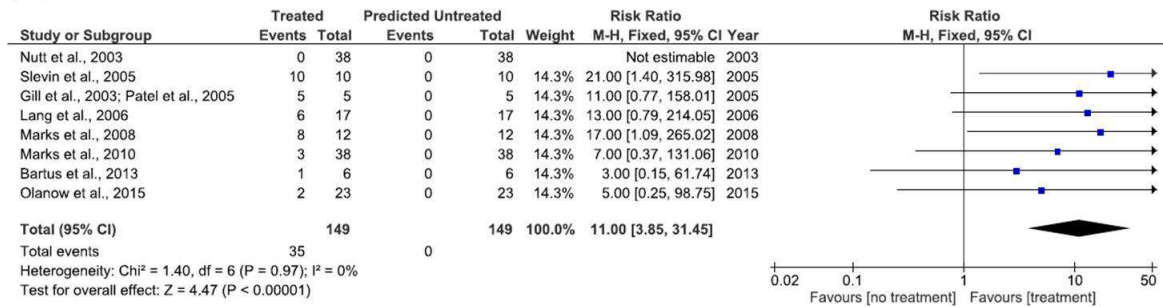 Treated Predicted Untreated Risk Ratio Risk Ratio
Study or Subgroup Events Total Events Total Weight M-H, Fixed, 95% CI Year M-H, Fixed, 95% CI
Nutt et al., 2003 0 38 0 38 Not estimable 2003
Slevin et al., 2005 10 10 0 10 14.3% 21.00 [1.40, 315.98] 2005
Gill et al., 2003; Patel et al., 2005 5 5 0 5 14.3% 11.00 [0.77, 158.01] 2005
Lang et al., 2006 6 17 0 17 14.3% 13.00 [0.79, 214.05] 2006
Marks et al., 2008 8 12 0 12 14.3% 17.00 [1.09, 265.02] 2008
Marks et al., 2010 3 38 0 38 14.3% 7.00 [0.37, 131.06] 2010
Bartus et al., 2013 1 6 0 6 14.3% 3.00 [0.15, 61.74] 2013
Olanow et al., 2015 2 23 0 23 14.3% 5.00 [0.25, 98.75] 2015
Total (95% CI) 149 149 100.0% 11.00 [3.85, 31.45]
Total events 35 0
Heterogeneity: Chi² = 1.40, df = 6 (P = 0.97); I² = 0%
Test for overall effect: Z = 4.47 (P < 0.00001)
0.02 0.1 1 10 50
Favours [no treatment] Favours [treatment]